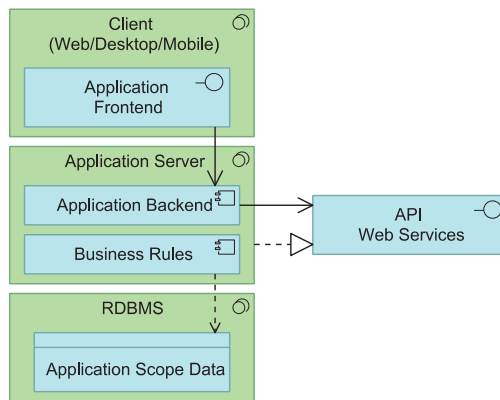 Client
(Web/Desktop/Mobile)
Application
Frontend
Application Server
Application Backend
Business Rules
API
Web Services
RDBMS
Application Scope Data